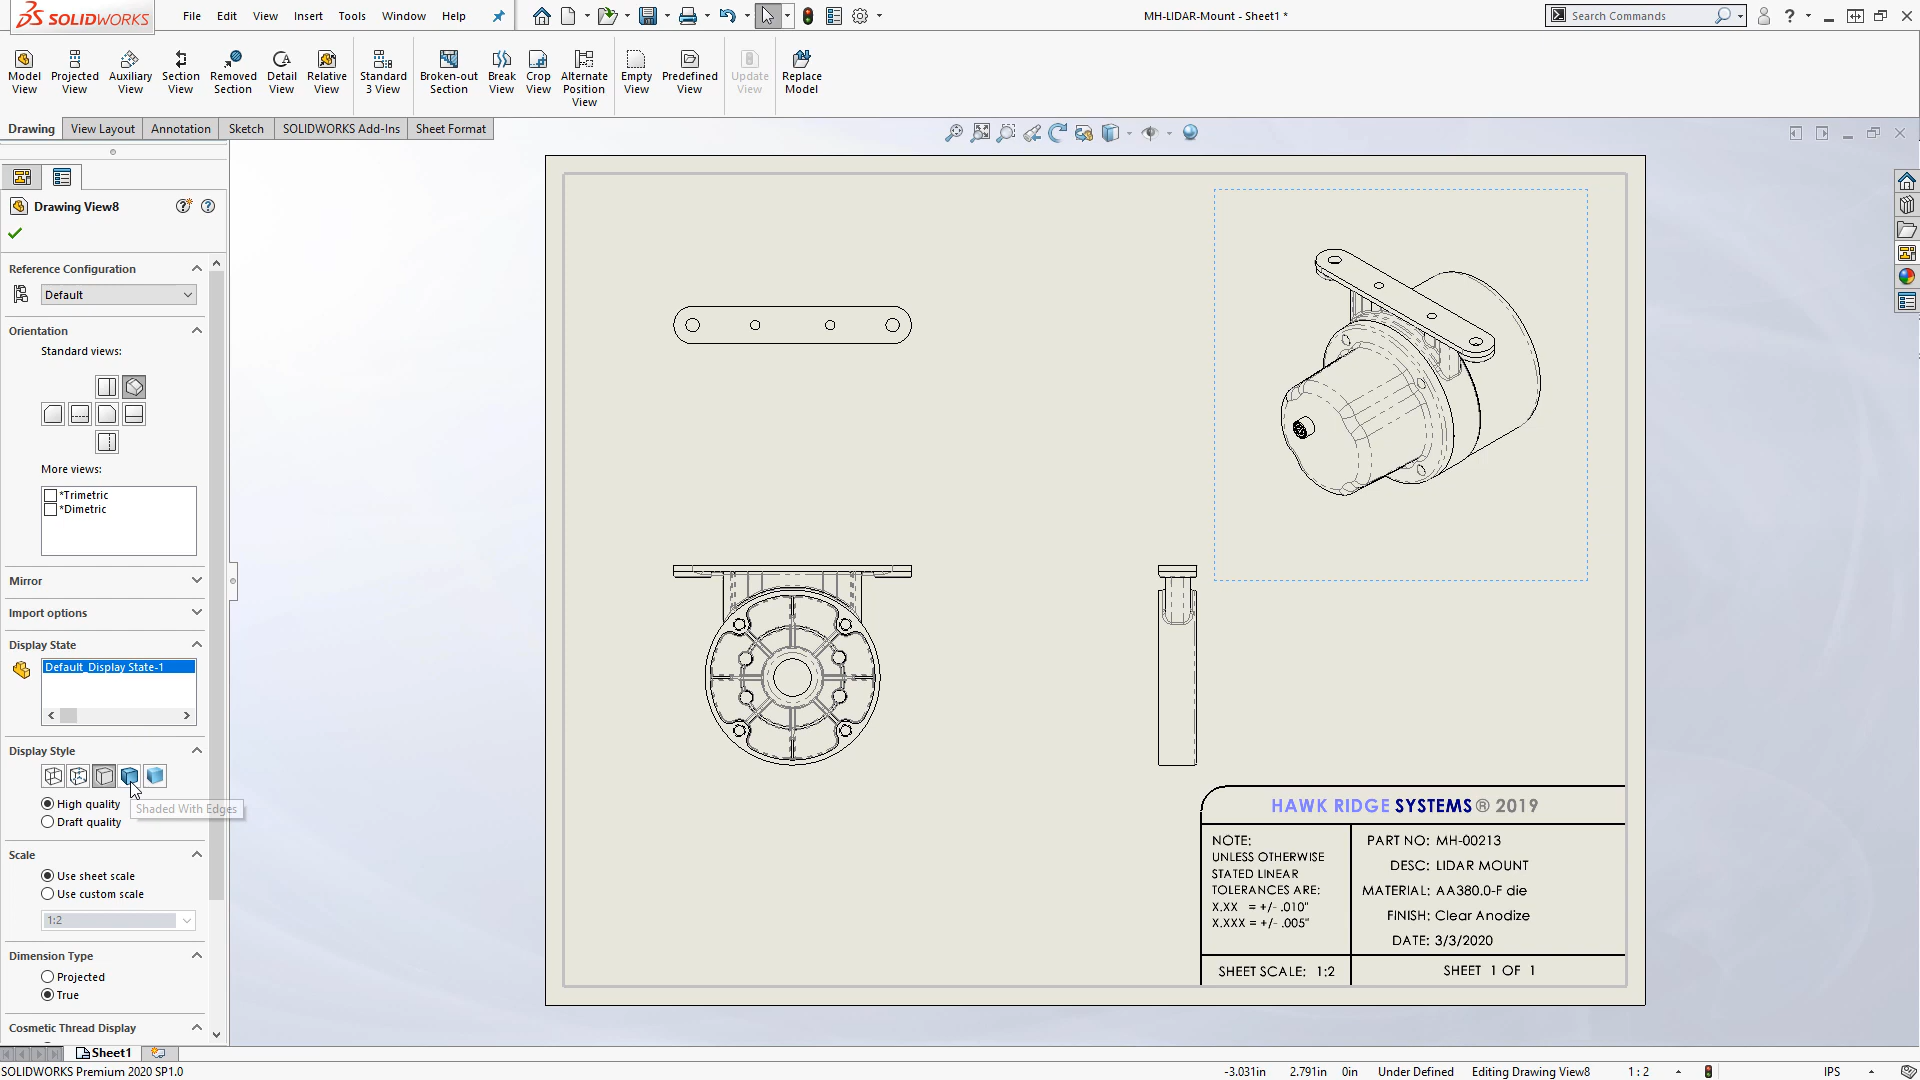 SOLIDWORKS
File Edit View Insert Tools Window Help
MH-LIDAR-Mount - Sheet1 *
Search Commands
Model View
Projected View
Auxiliary View
Section View
Removed Section
Detail View
Relative View
Standard 3 View
Broken-out Section
Break View
Crop View
Alternate Position View
Empty View
Predefined View
Update View
Replace Model
Drawing View Layout Annotation Sketch SOLIDWORKS Add-Ins Sheet Format
Drawing View8
Reference Configuration
Default
Orientation
Standard views:
More views:
*Trimetric
*Dimetric
Mirror
Import options
Display State
Default_Display State-1
Display Style
High quality
Shaded With Edges
Draft quality
Scale
Use sheet scale
Use custom scale
1:2
Dimension Type
Projected
True
Cosmetic Thread Display
HAWK RIDGE SYSTEMS® 2019
NOTE:
UNLESS OTHERWISE
STATED LINEAR
TOLERANCES ARE:
X.XX = +/- .010"
X.XXX = +/- .005"
PART NO: MH-00213
DESC: LIDAR MOUNT
MATERIAL: AA380.0-F die
FINISH: Clear Anodize
DATE: 3/3/2020
SHEET SCALE: 1:2
SHEET 1 OF 1
Sheet1
SOLIDWORKS Premium 2020 SP1.0
-3.031in 2.791in 0in Under Defined Editing Drawing View8 1 : 2 IPS